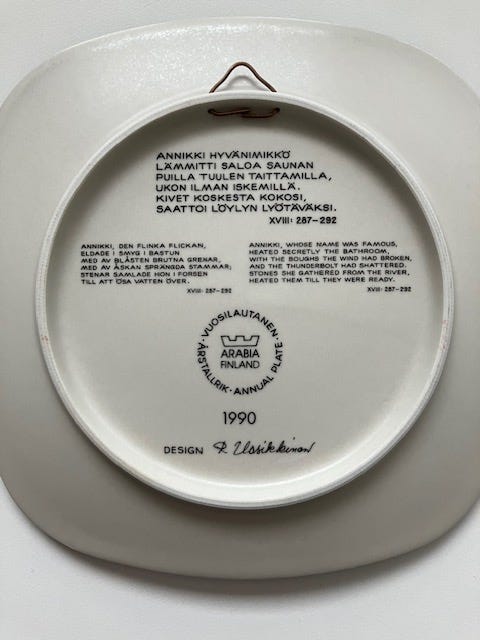 ANNIKKI HYVÄNIMIKKÖ
LÄMMITTI SALOA SAUNAN
PUILLA TUULEN TAITTAMILLA,
UKON ILMAN ISKEMILLÄ.
KIVET KOSKESTA KOKOSI,
SAATTOI LÖYLYN LYÖTÄVÄKSI.
XVIII: 287-292
ANNIKKI, DEN FLINKA FLICKAN,
ELDADE I SMYG I BASTUN
MED AV BLÅSTEN BRUTNA GRENAR,
MED AV ÅSKAN SPRÄNGDA STAMMAR;
STENAR SAMLADE HON I FORSEN
TILL ATT ÖSA VATTEN ÖVER.
XVIII: 287-292
ANNIKKI, WHOSE NAME WAS FAMOUS,
HEATED SECRETLY THE BATHROOM,
WITH THE BOUGHS THE WIND HAD BROKEN,
AND THE THUNDERBOLT HAD SHATTERED.
STONES SHE GATHERED FROM THE RIVER,
HEATED THEM TILL THEY WERE READY.
XVIII: 287-292
VUOSILAUTANEN •
ÅRSTALLRIK • ANNUAL PLATE •
ARABIA
FINLAND
1990
DESIGN R. Uosikkinen